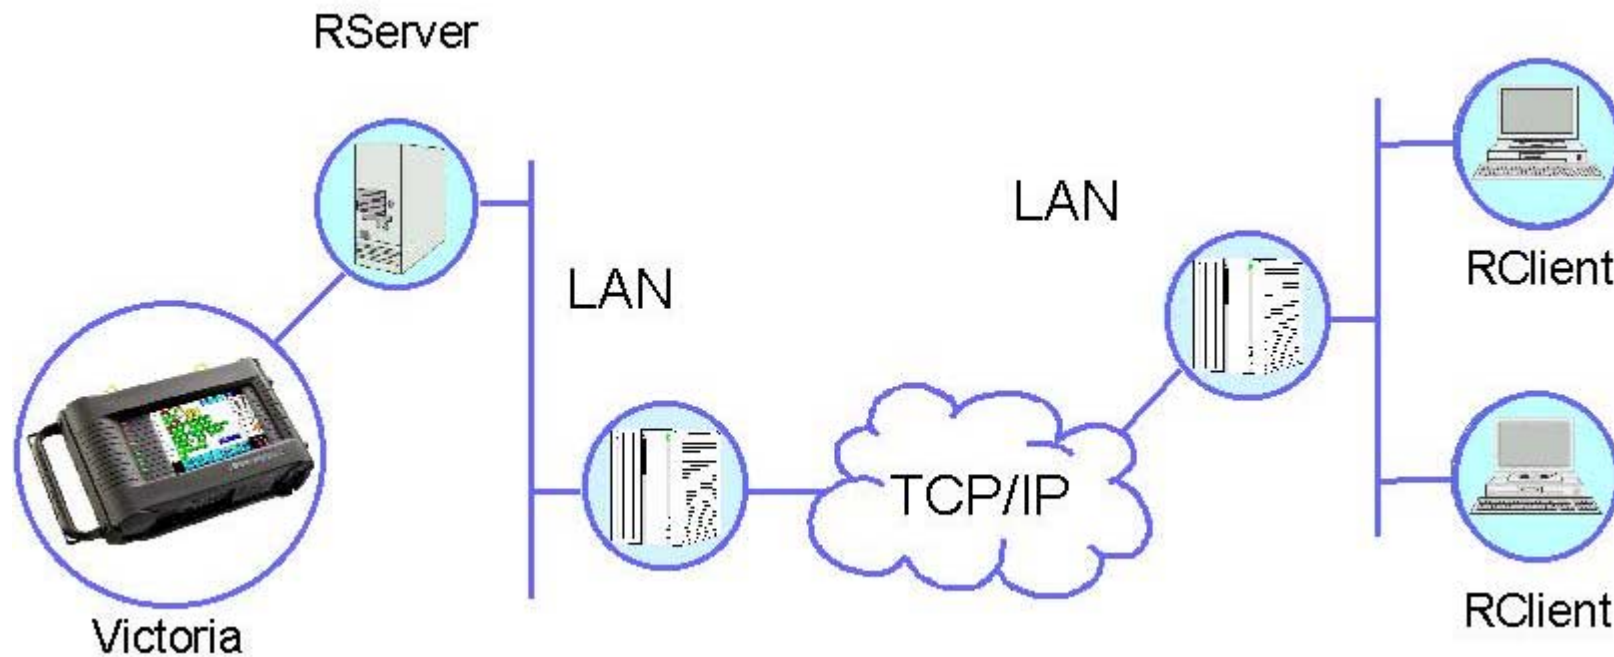 RServer
LAN
LAN
RClient
TCP/IP
RClient
Victoria